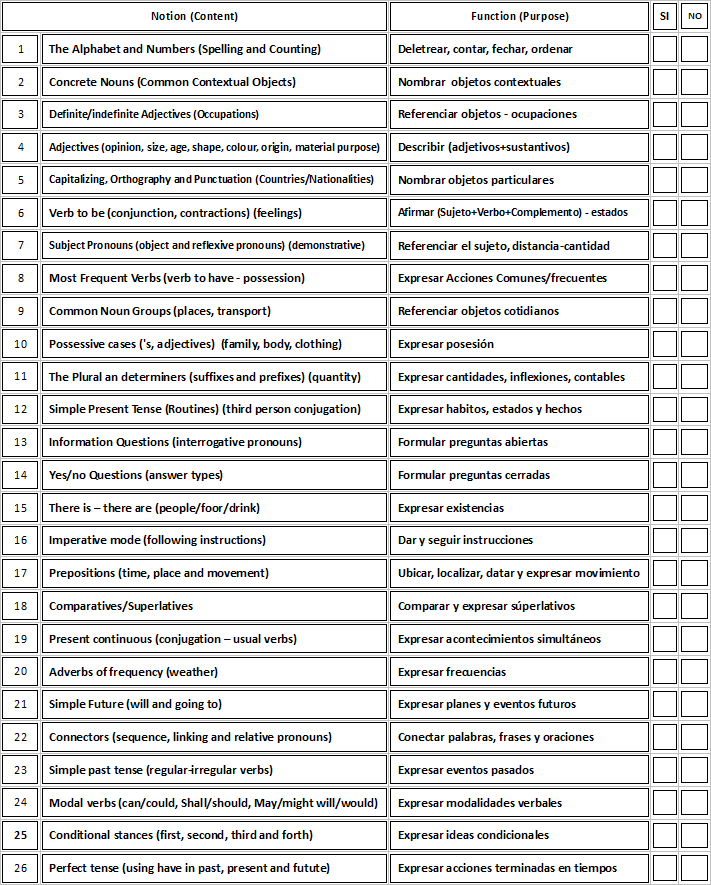 Notion (Content) Function (Purpose) SI NO
1 The Alphabet and Numbers (Spelling and Counting) Deletrear, contar, fechar, ordenar
2 Concrete Nouns (Common Contextual Objects) Nombrar objetos contextuales
3 Definite/indefinite Adjectives (Occupations) Referenciar objetos - ocupaciones
4 Adjectives (opinion, size, age, shape, colour, origin, material purpose) Describir (adjetivos+sustantivos)
5 Capitalizing, Orthography and Punctuation (Countries/Nationalities) Nombrar objetos particulares
6 Verb to be (conjunction, contractions) (feelings) Afirmar (Sujeto+Verbo+Complemento) - estados
7 Subject Pronouns (object and reflexive pronouns) (demonstrative) Referenciar el sujeto, distancia-cantidad
8 Most Frequent Verbs (verb to have - possession) Expresar Acciones Comunes/frecuentes
9 Common Noun Groups (places, transport) Referenciar objetos cotidianos
10 Possessive cases ('s, adjectives) (family, body, clothing) Expresar posesión
11 The Plural an determiners (suffixes and prefixes) (quantity) Expresar cantidades, inflexiones, contables
12 Simple Present Tense (Routines) (third person conjugation) Expresar habitos, estados y hechos
13 Information Questions (interrogative pronouns) Formular preguntas abiertas
14 Yes/no Questions (answer types) Formular preguntas cerradas
15 There is – there are (people/foor/drink) Expresar existencias
16 Imperative mode (following instructions) Dar y seguir instrucciones
17 Prepositions (time, place and movement) Ubicar, localizar, datar y expresar movimiento
18 Comparatives/Superlatives Comparar y expresar súperlativos
19 Present continuous (conjugation – usual verbs) Expresar acontecimientos simultáneos
20 Adverbs of frequency (weather) Expresar frecuencias
21 Simple Future (will and going to) Expresar planes y eventos futuros
22 Connectors (sequence, linking and relative pronouns) Conectar palabras, frases y oraciones
23 Simple past tense (regular-irregular verbs) Expresar eventos pasados
24 Modal verbs (can/could, Shall/should, May/might will/would) Expresar modalidades verbales
25 Conditional stances (first, second, third and forth) Expresar ideas condicionales
26 Perfect tense (using have in past, present and futute) Expresar acciones terminadas en tiempos